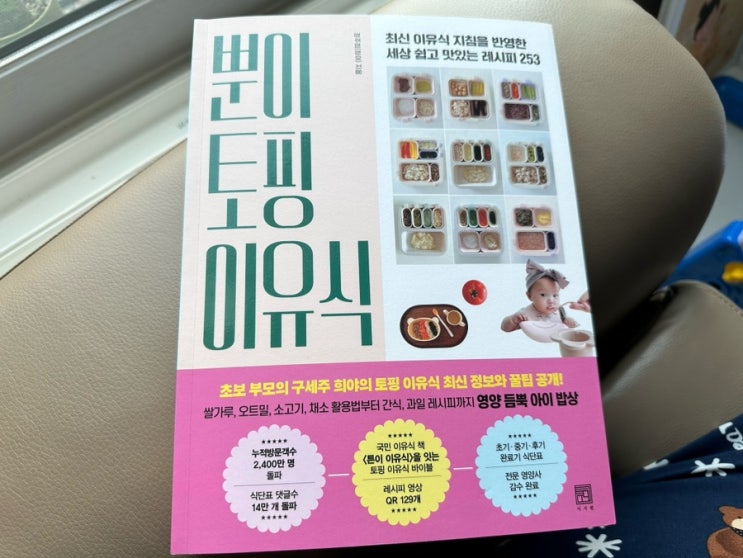 뿐이
토핑
이유식
최신 이유식 지침을 반영한
세상 쉽고 맛있는 레시피 253
초보 부모의 구세주 희야의 토핑 이유식 최신 정보와 꿀팁 공개!
쌀가루, 오트밀, 소고기, 채소 활용법부터 간식, 과일 레시피까지 영양 듬뿍 아이 밥상
★★★★★
누적방문객수
2,400만 명
돌파
식단표 댓글수
14만 개 돌파
★★★★★
★★★★★
국민 이유식 책
<튼이 이유식>을 잇는
토핑 이유식 바이블
레시피 영상
QR 129개
★★★★★
★★★★★
초기·중기·후기
완료기 식단표
전문 영양사
감수 완료
★★★★★